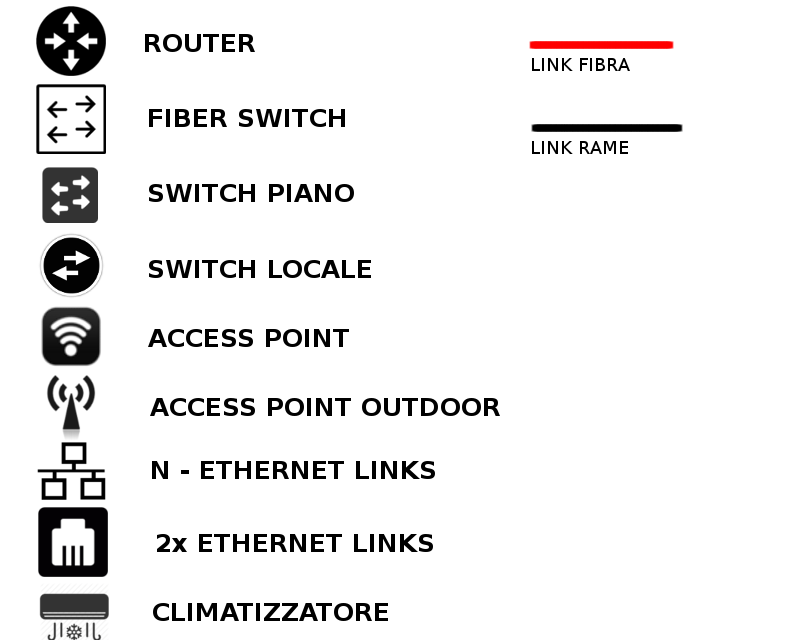 ROUTER
LINK FIBRA
FIBER SWITCH
LINK RAME
SWITCH PIANO
SWITCH LOCALE
ACCESS POINT
ACCESS POINT OUTDOOR
N - ETHERNET LINKS
2x ETHERNET LINKS
CLIMATIZZATORE